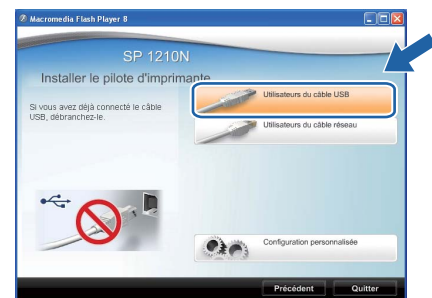 Macromedia Flash Player 8
SP 1210N
Installer le pilote d'imprimante
Si vous avez déjà connecté le câble
USB, débranchez-le.
Utilisateurs du câble USB
Utilisateurs du câble réseau
Configuration personnalisée
Précédent
Quitter